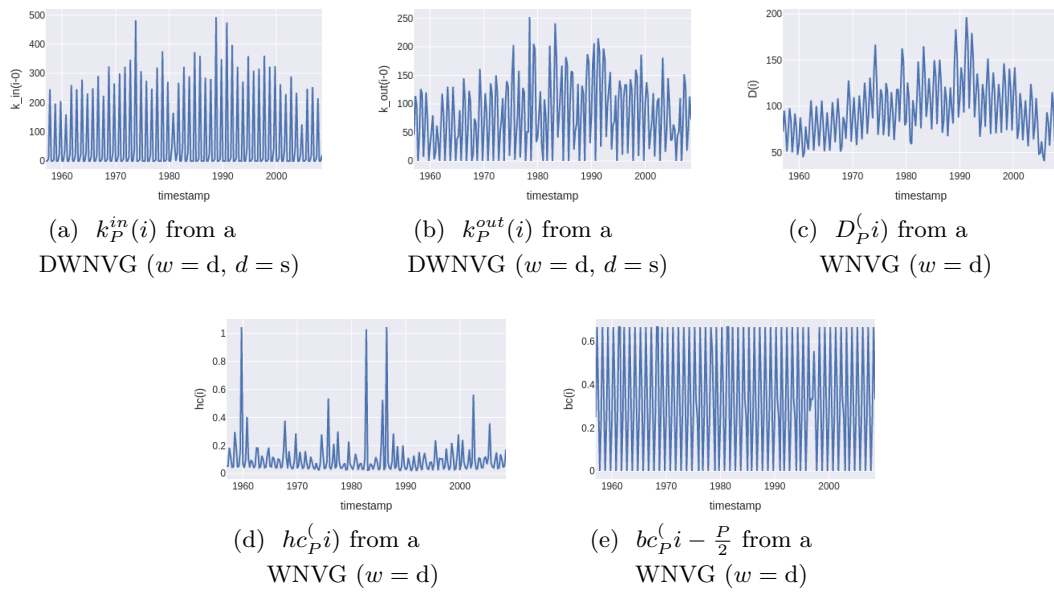 500
400
300
200
100
0
k_in(i-0)
1960 1970 1980 1990 2000
timestamp
250
200
150
100
50
0
k_out(i-0)
1960 1970 1980 1990 2000
timestamp
200
150
100
50
D(i)
1960 1970 1980 1990 2000
timestamp
(a) $k_P^{in}(i)$ from a
DWNVG ($w$ = d, $d$ = s)
(b) $k_P^{out}(i)$ from a
DWNVG ($w$ = d, $d$ = s)
(c) $D_P^(i)$ from a
WNVG ($w$ = d)
1
0.8
0.6
0.4
0.2
0
hc(i)
1960 1970 1980 1990 2000
timestamp
0.6
0.4
0.2
0
bc(i)
1960 1970 1980 1990 2000
timestamp
(d) $hc_P^(i)$ from a
WNVG ($w$ = d)
(e) $bc_P^(i - \frac{P}{2}$ from a
WNVG ($w$ = d)